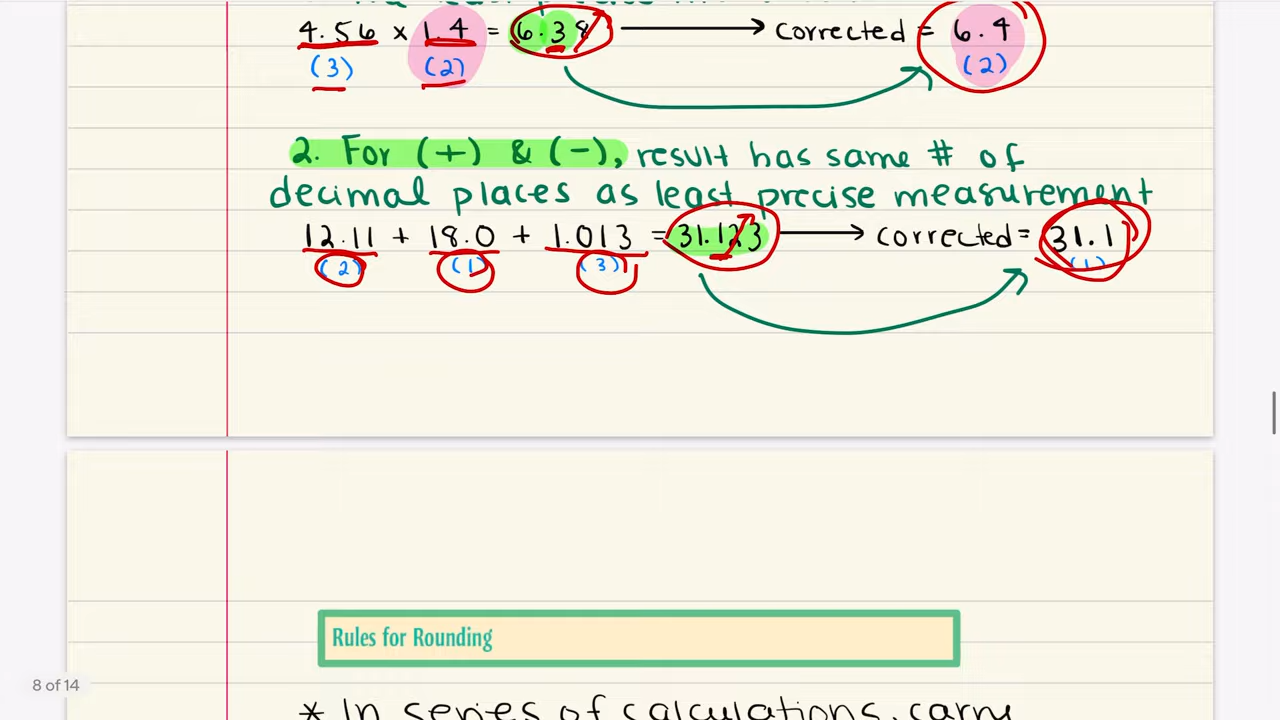 4.56 x 1.4 = 6.38 → corrected = 6.4
(3) (2) (2)
2. For (+) & (-), result has same # of
decimal places as least precise measurement
12.11 + 18.0 + 1.013 = 31.123 → corrected = 31.1
(2) (1) (3) (1)
Rules for Rounding
* In series of calculations, carry
8 of 14